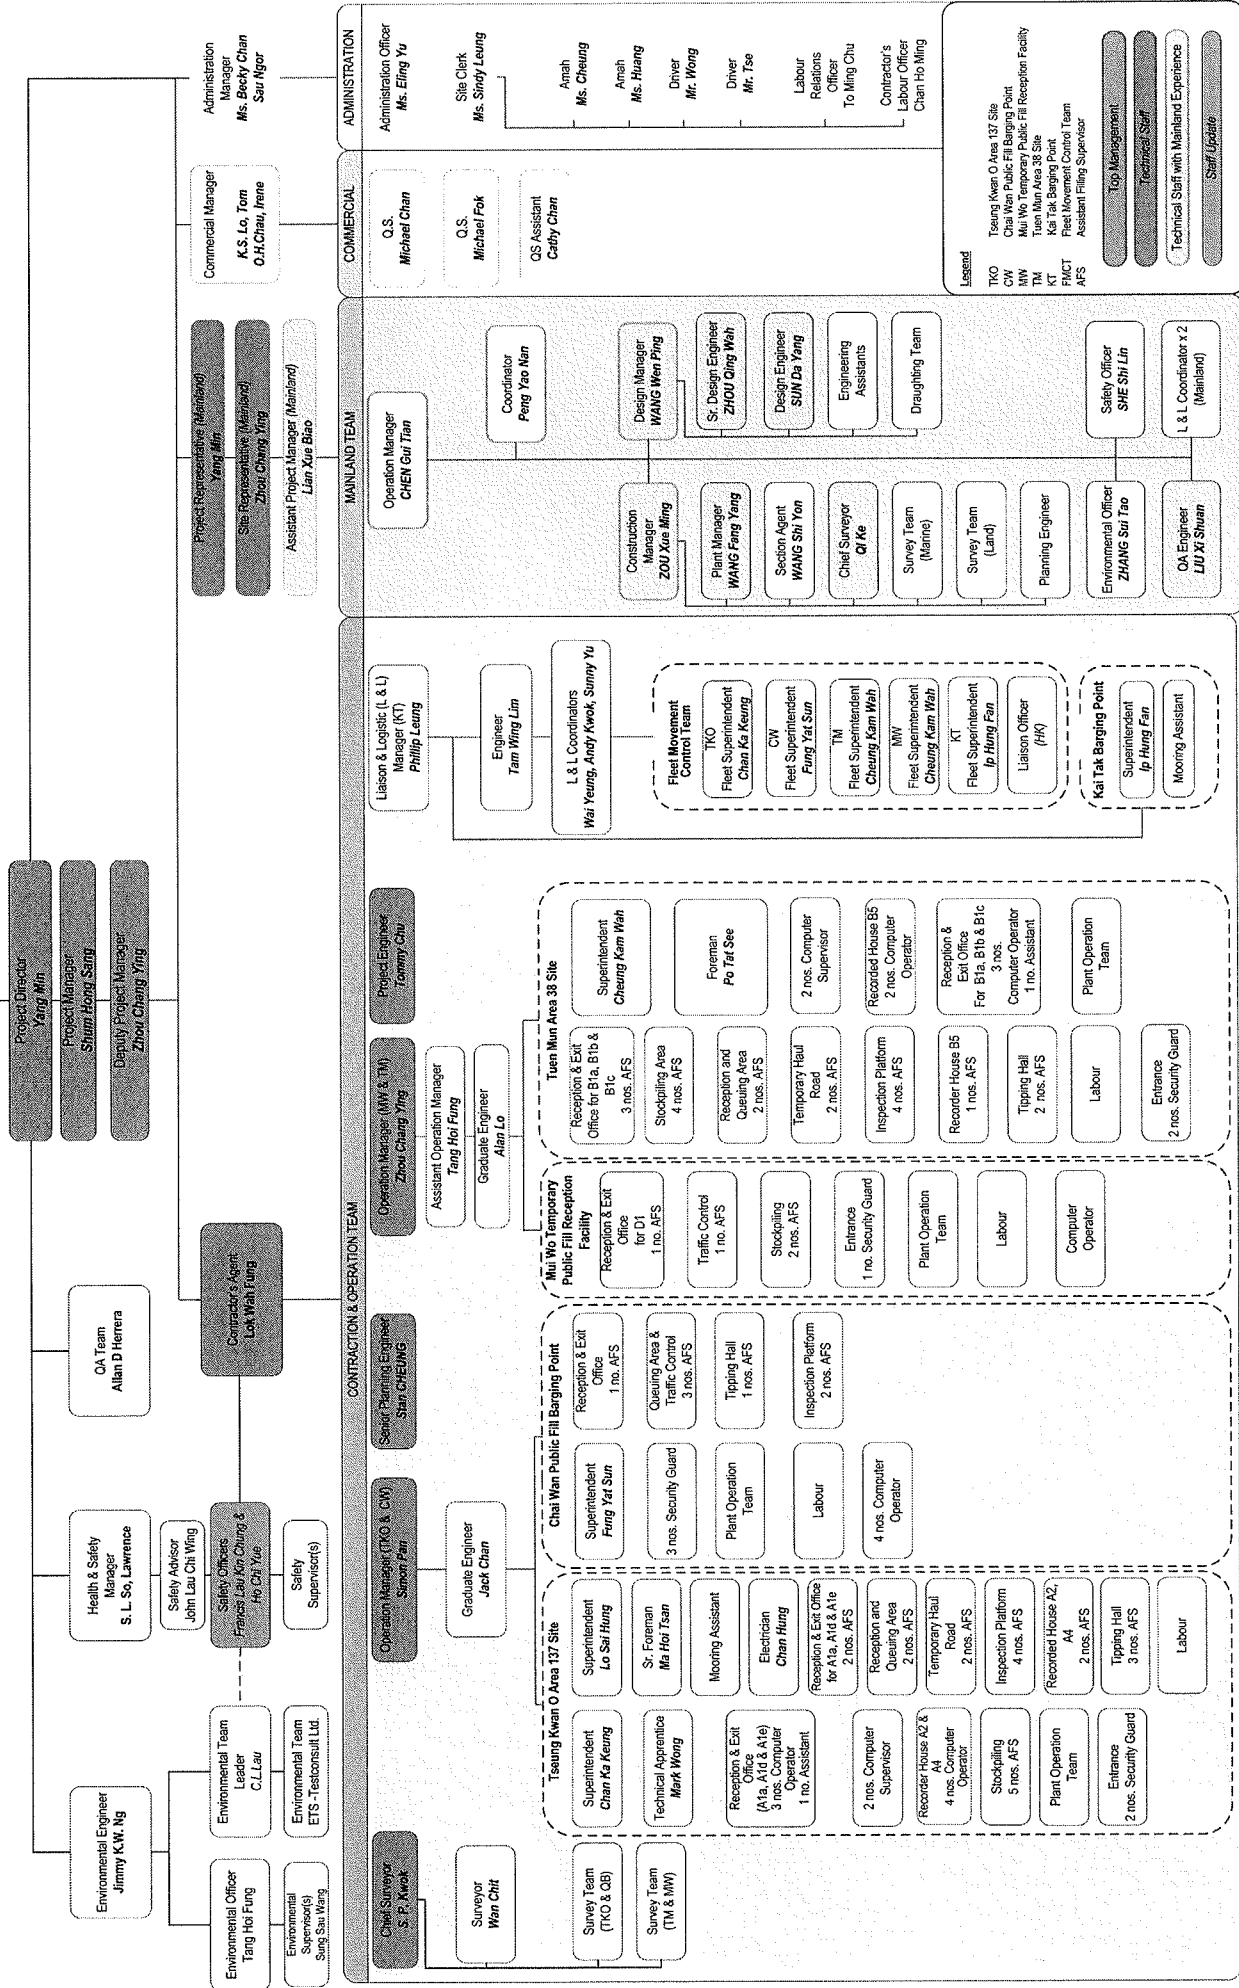 Project Director
Yang Min
Project Manager
Shum Hong Sang
Deputy Project Manager
Zhou Chang Ying
Environmental Engineer
Jimmy K.W. Ng
Health & Safety
Manager
S. L. So, Lawrence
QA Team
Allan D Herrera
Safety Advisor
John Lau Chi Wing
Environmental Officer
Tang Hoi Fung
Environmental Team
Leader
C.L.Lau
Safety Officers
Francis Lau Kin Chung &
Ho Chi Yue
Contractor's Agent
Lok Wah Fung
Environmental
Supervisor(s)
Sung Sau Wang
Environmental Team
ETS -Testconsult Ltd.
Safety
Supervisor(s)
Project Representative (Mainland)
Yang Min
Site Representative (Mainland)
Zhou Chang Ying
Assistant Project Manager (Mainland)
Lian Xue Biao
Commercial Manager
K.S. Lo, Tom
O.H.Chau, Irene
Administration
Manager
Ms. Becky Chan
Sau Ngor
CONTRACTION & OPERATION TEAM
Chief Surveyor
S. P. Kwok
Surveyor
Wan Chit
Survey Team
(TKO & QB)
Survey Team
(TM & MW)
Operation Manager (TKO & CW)
Simon Pan
Senior Planning Engineer
Stan CHEUNG
Operation Manager (MW & TM)
Zhou Chang Ying
Project Engineer
Tommy Chu
Graduate Engineer
Jack Chan
Assistant Operation Manager
Tang Hoi Fung
Graduate Engineer
Alan Lo
Tseung Kwan O Area 137 Site
Superintendent
Chan Ka Keung
Technical Apprentice
Mark Wong
Reception & Exit
Office
(A1a, A1d & A1e)
3 nos. Computer
Operator
1 no. Assistant
2 nos. Computer
Supervisor
Recorder House A2 &
A4
4 nos. Computer
Operator
Stockpiling
5 nos. AFS
Plant Operation
Team
Entrance
2 nos. Security Guard
Superintendent
Lo Sai Hung
Sr. Foreman
Ma Hoi Tsan
Mooring Assistant
Electrician
Chan Hung
Reception & Exit Office
for A1a, A1d & A1e
2 nos. AFS
Reception and
Queuing Area
2 nos. AFS
Temporary Haul
Road
2 nos. AFS
Inspection Platform
4 nos. AFS
Recorded House A2,
A4
2 nos. AFS
Tipping Hall
3 nos. AFS
Labour
Chai Wan Public Fill Barging Point
Superintendent
Fung Yat Sun
3 nos. Security Guard
Plant Operation
Team
Labour
4 nos. Computer
Operator
Reception & Exit
Office
1 no. AFS
Queuing Area &
Traffic Control
3 nos. AFS
Tipping Hall
1 nos. AFS
Inspection Platform
2 nos. AFS
Mui Wo Temporary
Public Fill Reception
Facility
Reception & Exit
Office
for D1
1 no. AFS
Traffic Control
1 no. AFS
Stockpiling
2 nos. AFS
Entrance
1 no. Security Guard
Plant Operation
Team
Labour
Computer
Operator
Tuen Mun Area 38 Site
Reception & Exit
Office for B1a, B1b &
B1c
3 nos. AFS
Stockpiling Area
4 nos. AFS
Reception and
Queuing Area
2 nos. AFS
Temporary Haul
Road
2 nos. AFS
Inspection Platform
4 nos. AFS
Recorder House B5
1 nos. AFS
Tipping Hall
2 nos. AFS
Labour
Entrance
2 nos. Security Guard
Superintendent
Cheung Kam Wah
Foreman
Po Tat See
2 nos. Computer
Supervisor
Recorded House B5
2 nos. Computer
Operator
Reception &
Exit Office
For B1a, B1b & B1c
3 nos.
Computer Operator
1 no. Assistant
Plant Operation
Team
Liaison & Logistic (L & L)
Manager (KT)
Philip Leung
Engineer
Tam Wing Lim
L & L Coordinators
Wai Yeung, Andy Kwok, Sunny Yu
Fleet Movement
Control Team
TKO
Fleet Superintendent
Chan Ka Keung
CW
Fleet Superintendent
Fung Yat Sun
TM
Fleet Superintendent
Cheung Kam Wah
MW
Fleet Superintendent
Cheung Kam Wah
KT
Fleet Superintendent
Ip Hung Fan
Liaison Officer
(HK)
Kai Tak Barging Point
Superintendent
Ip Hung Fan
Mooring Assistant
MAINLAND TEAM
Operation Manager
CHEN Gui Tian
Coordinator
Peng Yao Nan
Construction
Manager
ZOU Xue Ming
Plant Manager
WANG Fang Yang
Section Agent
WANG Shi Yon
Chief Surveyor
QI Ke
Survey Team
(Marine)
Survey Team
(Land)
Planning Engineer
Environmental Officer
ZHANG Sui Tao
QA Engineer
LIU Xi Shuan
Design Manager
WANG Wen Ping
Sr. Design Engineer
ZHOU Qing Wah
Design Engineer
SUN Da Yang
Engineering
Assistants
Draughting Team
Safety Officer
SHE Shi Lin
L & L Coordinator x 2
(Mainland)
COMMERCIAL
Q.S.
Michael Chan
Q.S.
Michael Fok
QS Assistant
Cathy Chan
ADMINISTRATION
Administration Officer
Ms. Eling Yu
Site Clerk
Ms. Sindy Leung
Amah
Ms. Cheung
Amah
Ms. Huang
Driver
Mr. Wong
Driver
Mr. Tse
Labour
Relations
Officer
To Ming Chu
Contractor's
Labour Officer
Chan Ho Ming
Legend
TKO Tseung Kwan O Area 137 Site
CW Chai Wan Public Fill Barging Point
MW Mui Wo Temporary Public Fill Reception Facility
TM Tuen Mun Area 38 Site
KT Kai Tak Barging Point
FMCT Fleet Movement Control Team
AFS Assistant Filing Supervisor
Top Management
Technical Staff
Technical Staff with Mainland Experience
Staff Update